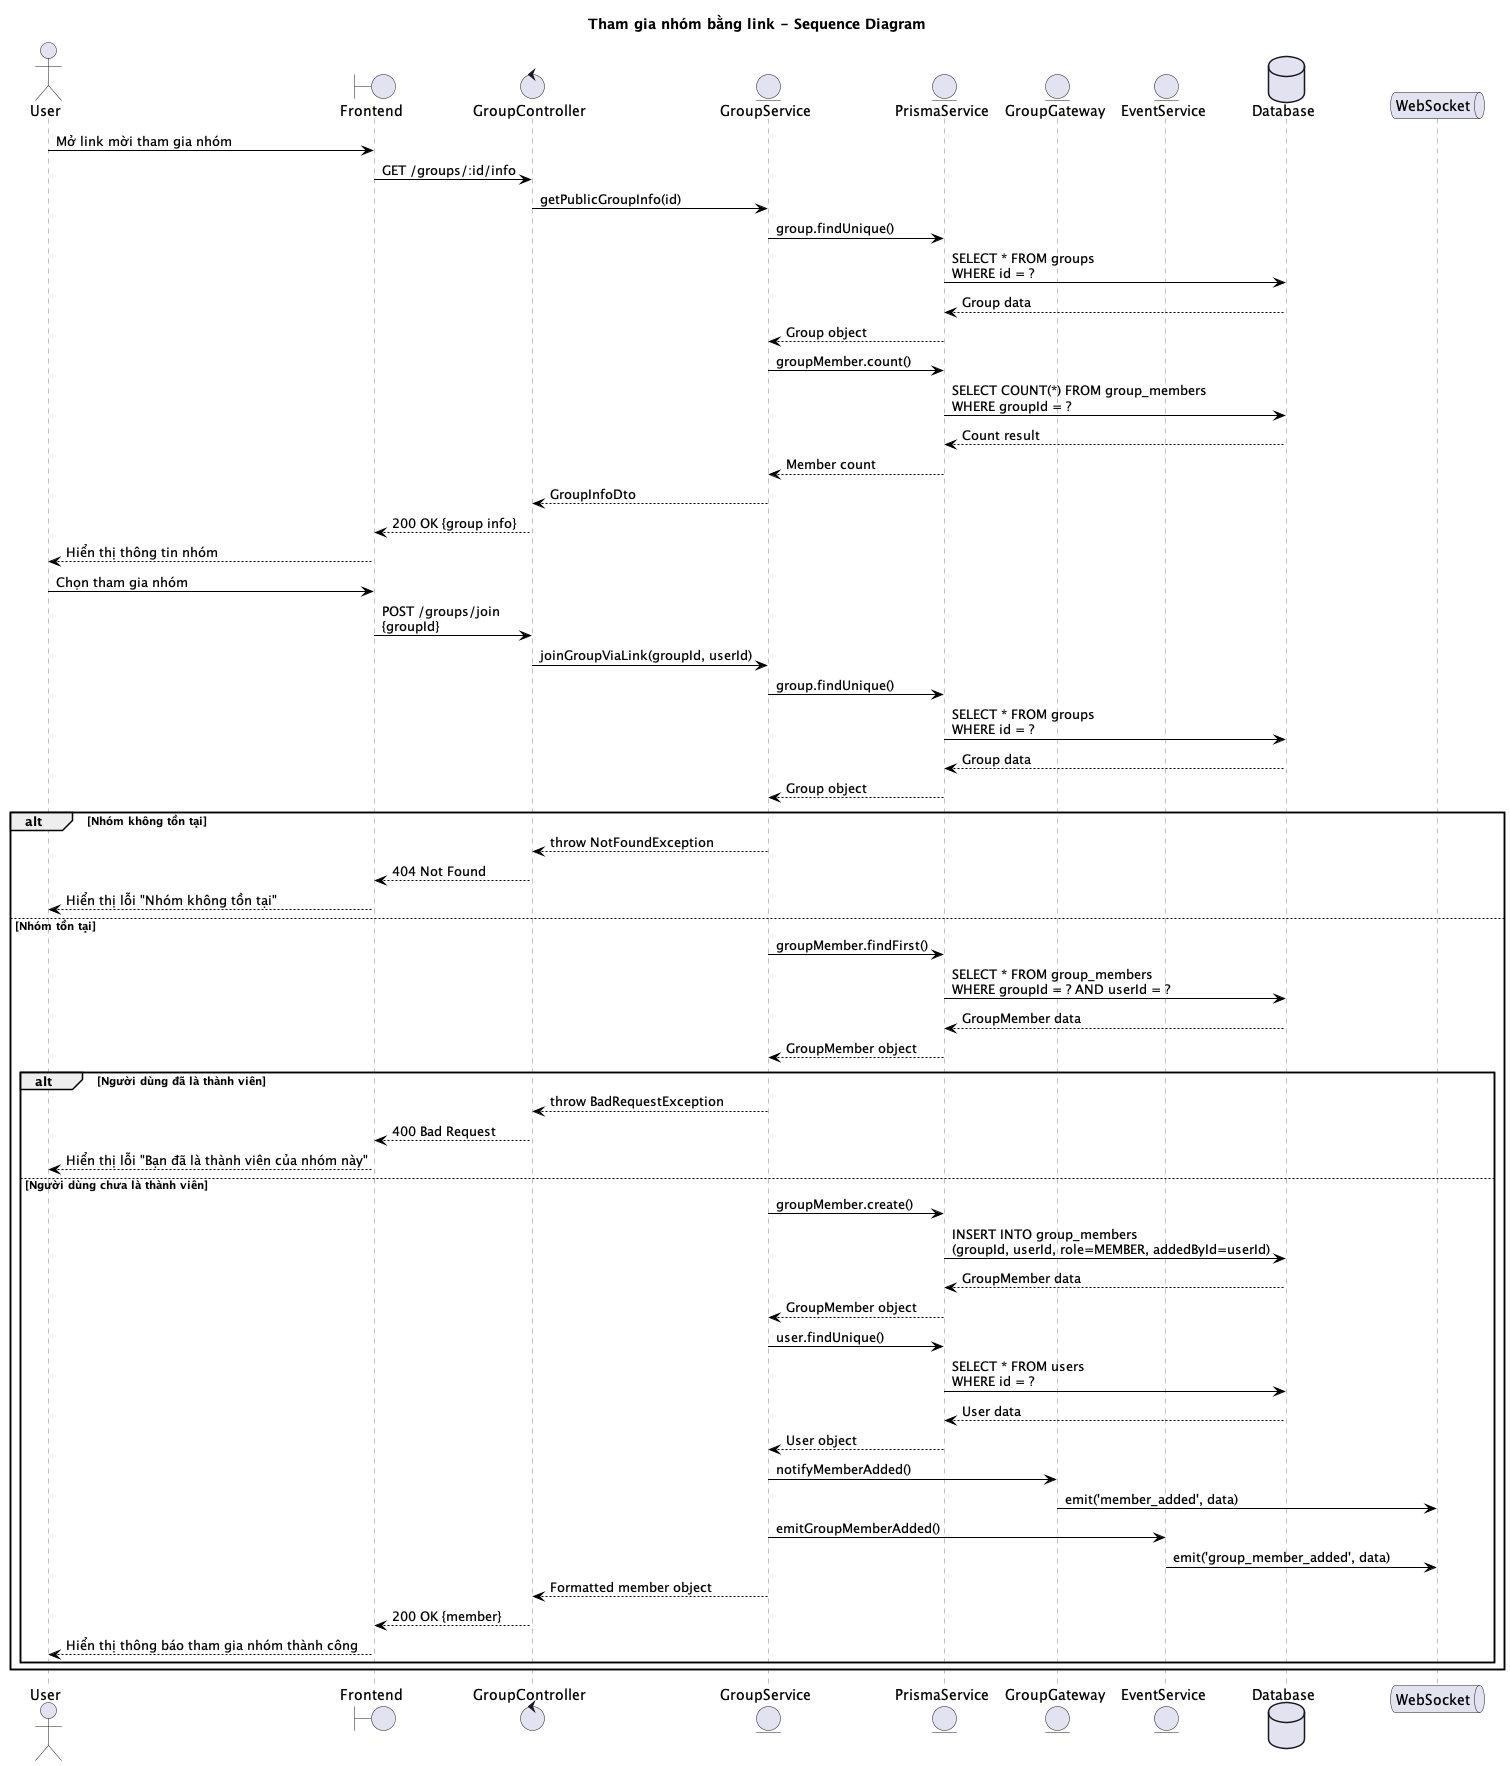 Tham gia nhóm bằng link - Sequence Diagram
User
Frontend
GroupController
GroupService
PrismaService
GroupGateway
EventService
Database
WebSocket
Mở link mời tham gia nhóm
GET /groups/:id/info
getPublicGroupInfo(id)
group.findUnique()
SELECT * FROM groups
WHERE id = ?
Group data
Group object
groupMember.count()
SELECT COUNT(*) FROM group_members
WHERE groupId = ?
Count result
Member count
GroupInfoDto
200 OK {group info}
Hiển thị thông tin nhóm
Chọn tham gia nhóm
POST /groups/join
{groupId}
joinGroupViaLink(groupId, userId)
group.findUnique()
SELECT * FROM groups
WHERE id = ?
Group data
Group object
alt [Nhóm không tồn tại]
throw NotFoundException
404 Not Found
Hiển thị lỗi "Nhóm không tồn tại"
[Nhóm tồn tại]
groupMember.findFirst()
SELECT * FROM group_members
WHERE groupId = ? AND userId = ?
GroupMember data
GroupMember object
alt [Người dùng đã là thành viên]
throw BadRequestException
400 Bad Request
Hiển thị lỗi "Bạn đã là thành viên của nhóm này"
[Người dùng chưa là thành viên]
groupMember.create()
INSERT INTO group_members
(groupId, userId, role=MEMBER, addedById=userId)
GroupMember data
GroupMember object
user.findUnique()
SELECT * FROM users
WHERE id = ?
User data
User object
notifyMemberAdded()
emit('member_added', data)
emitGroupMemberAdded()
emit('group_member_added', data)
Formatted member object
200 OK {member}
Hiển thị thông báo tham gia nhóm thành công
User
Frontend
GroupController
GroupService
PrismaService
GroupGateway
EventService
Database
WebSocket